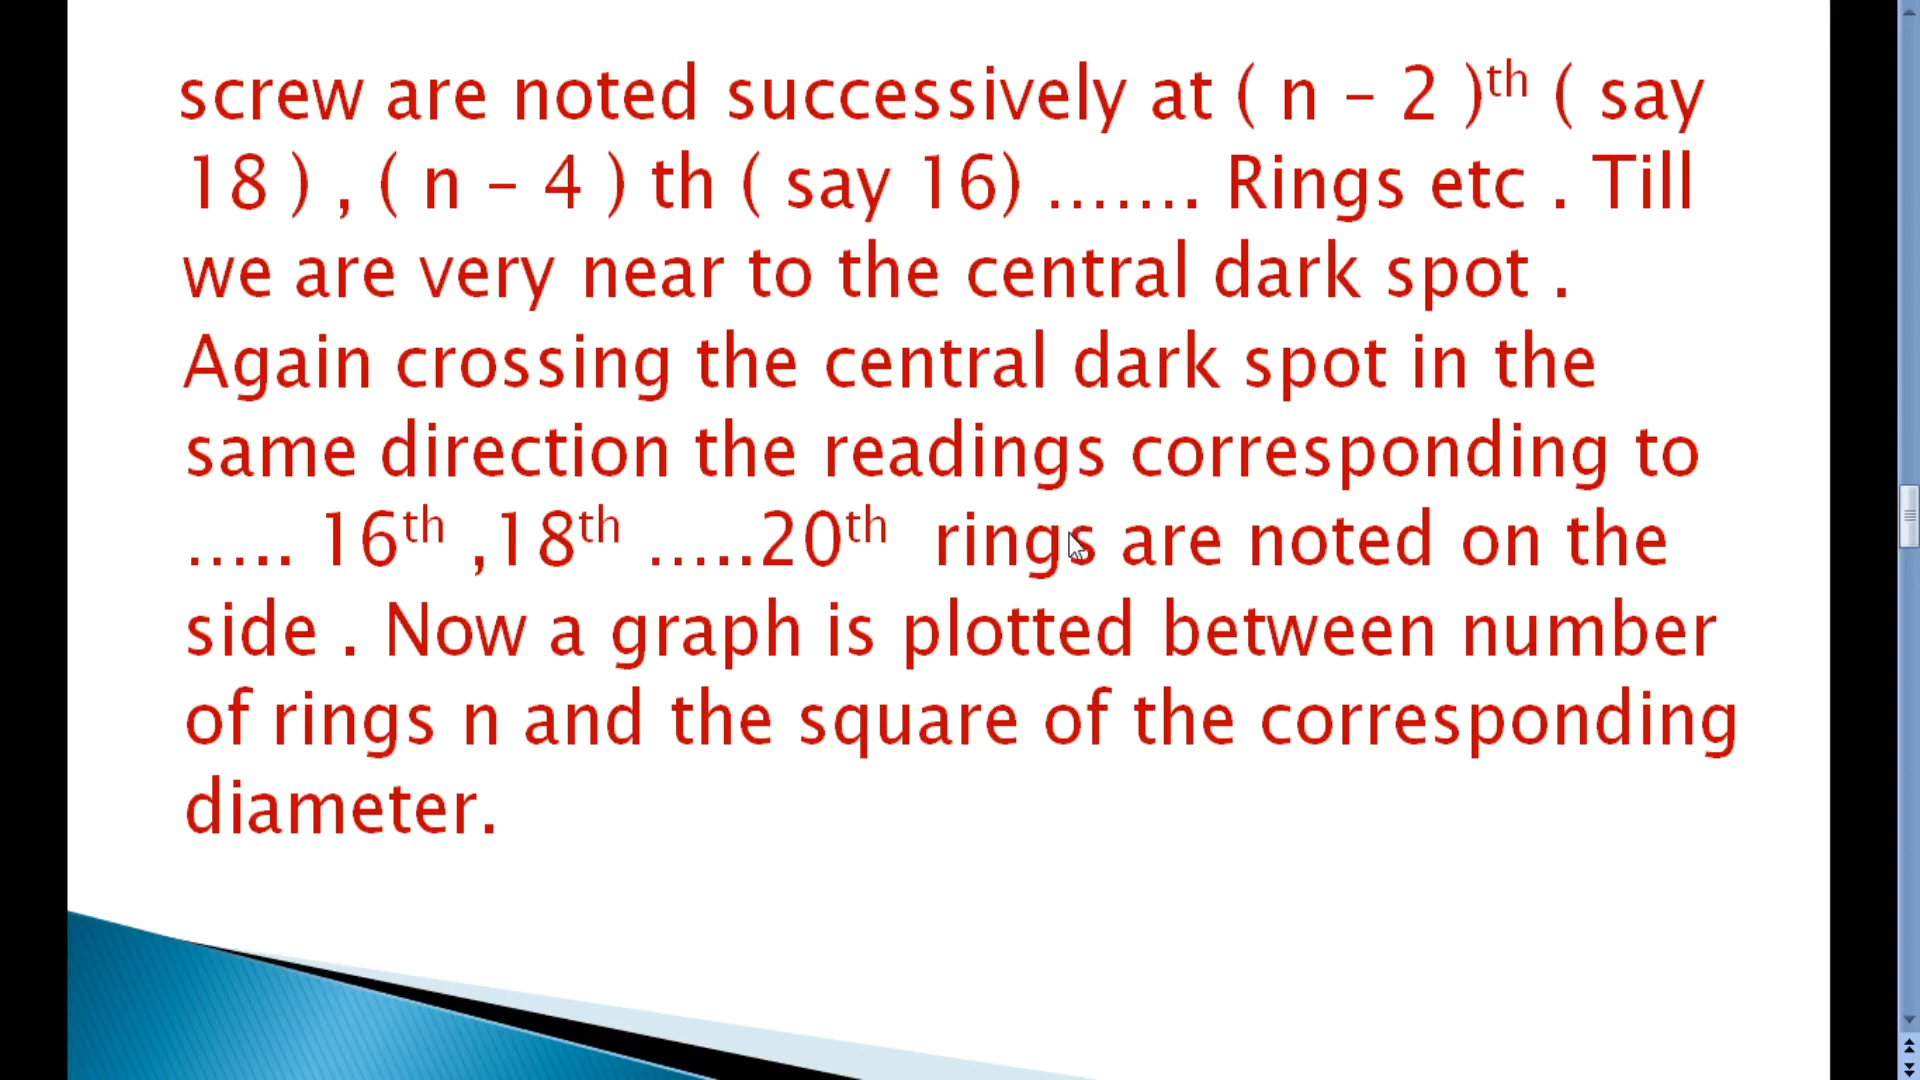 screw are noted successively at ( n – 2 )th ( say
18 ) , ( n – 4 ) th ( say 16) ....... Rings etc . Till
we are very near to the central dark spot .
Again crossing the central dark spot in the
same direction the readings corresponding to
..... 16th ,18th .....20th rings are noted on the
side . Now a graph is plotted between number
of rings n and the square of the corresponding
diameter.